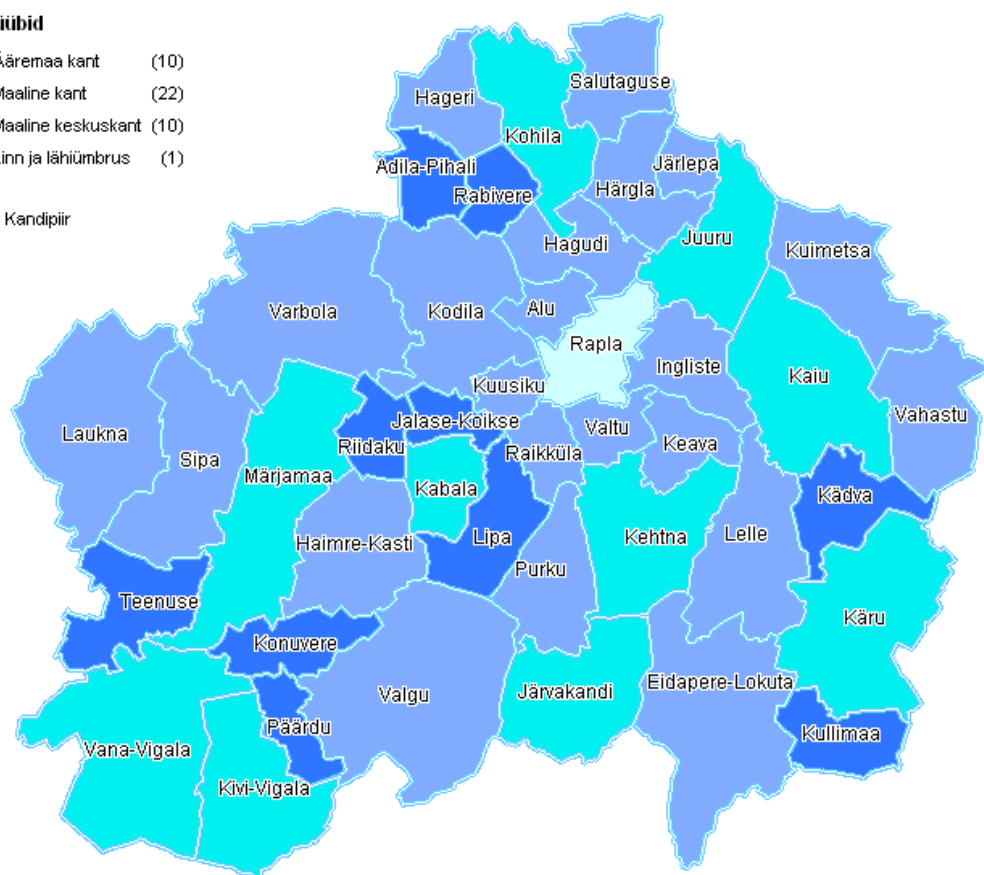 Ääremaa kant (10)
Maaline kant (22)
Maaline keskuskant (10)
Linn ja lähiümbrus (1)
Kandipiir
Salutaguse
Hageri
Kohila
Adila-Pihali
Järlepa
Rabivere
Härgla
Juuru
Hagudi
Kuimetsa
Varbola
Kodila
Alu
Rapla
Ingliste
Kaiu
Kuusiku
Vahastu
Jalase-Koikse
Valtu
Laukna
Riidaku
Raikküla
Keava
Sipa
Märjamaa
Kabala
Kädva
Lelle
Haimre-Kasti
Lipa
Kehtna
Purku
Teenuse
Käru
Konuvere
Eidapere-Lokuta
Valgu
Järvakandi
Päärdu
Kullimaa
Vana-Vigala
Kivi-Vigala